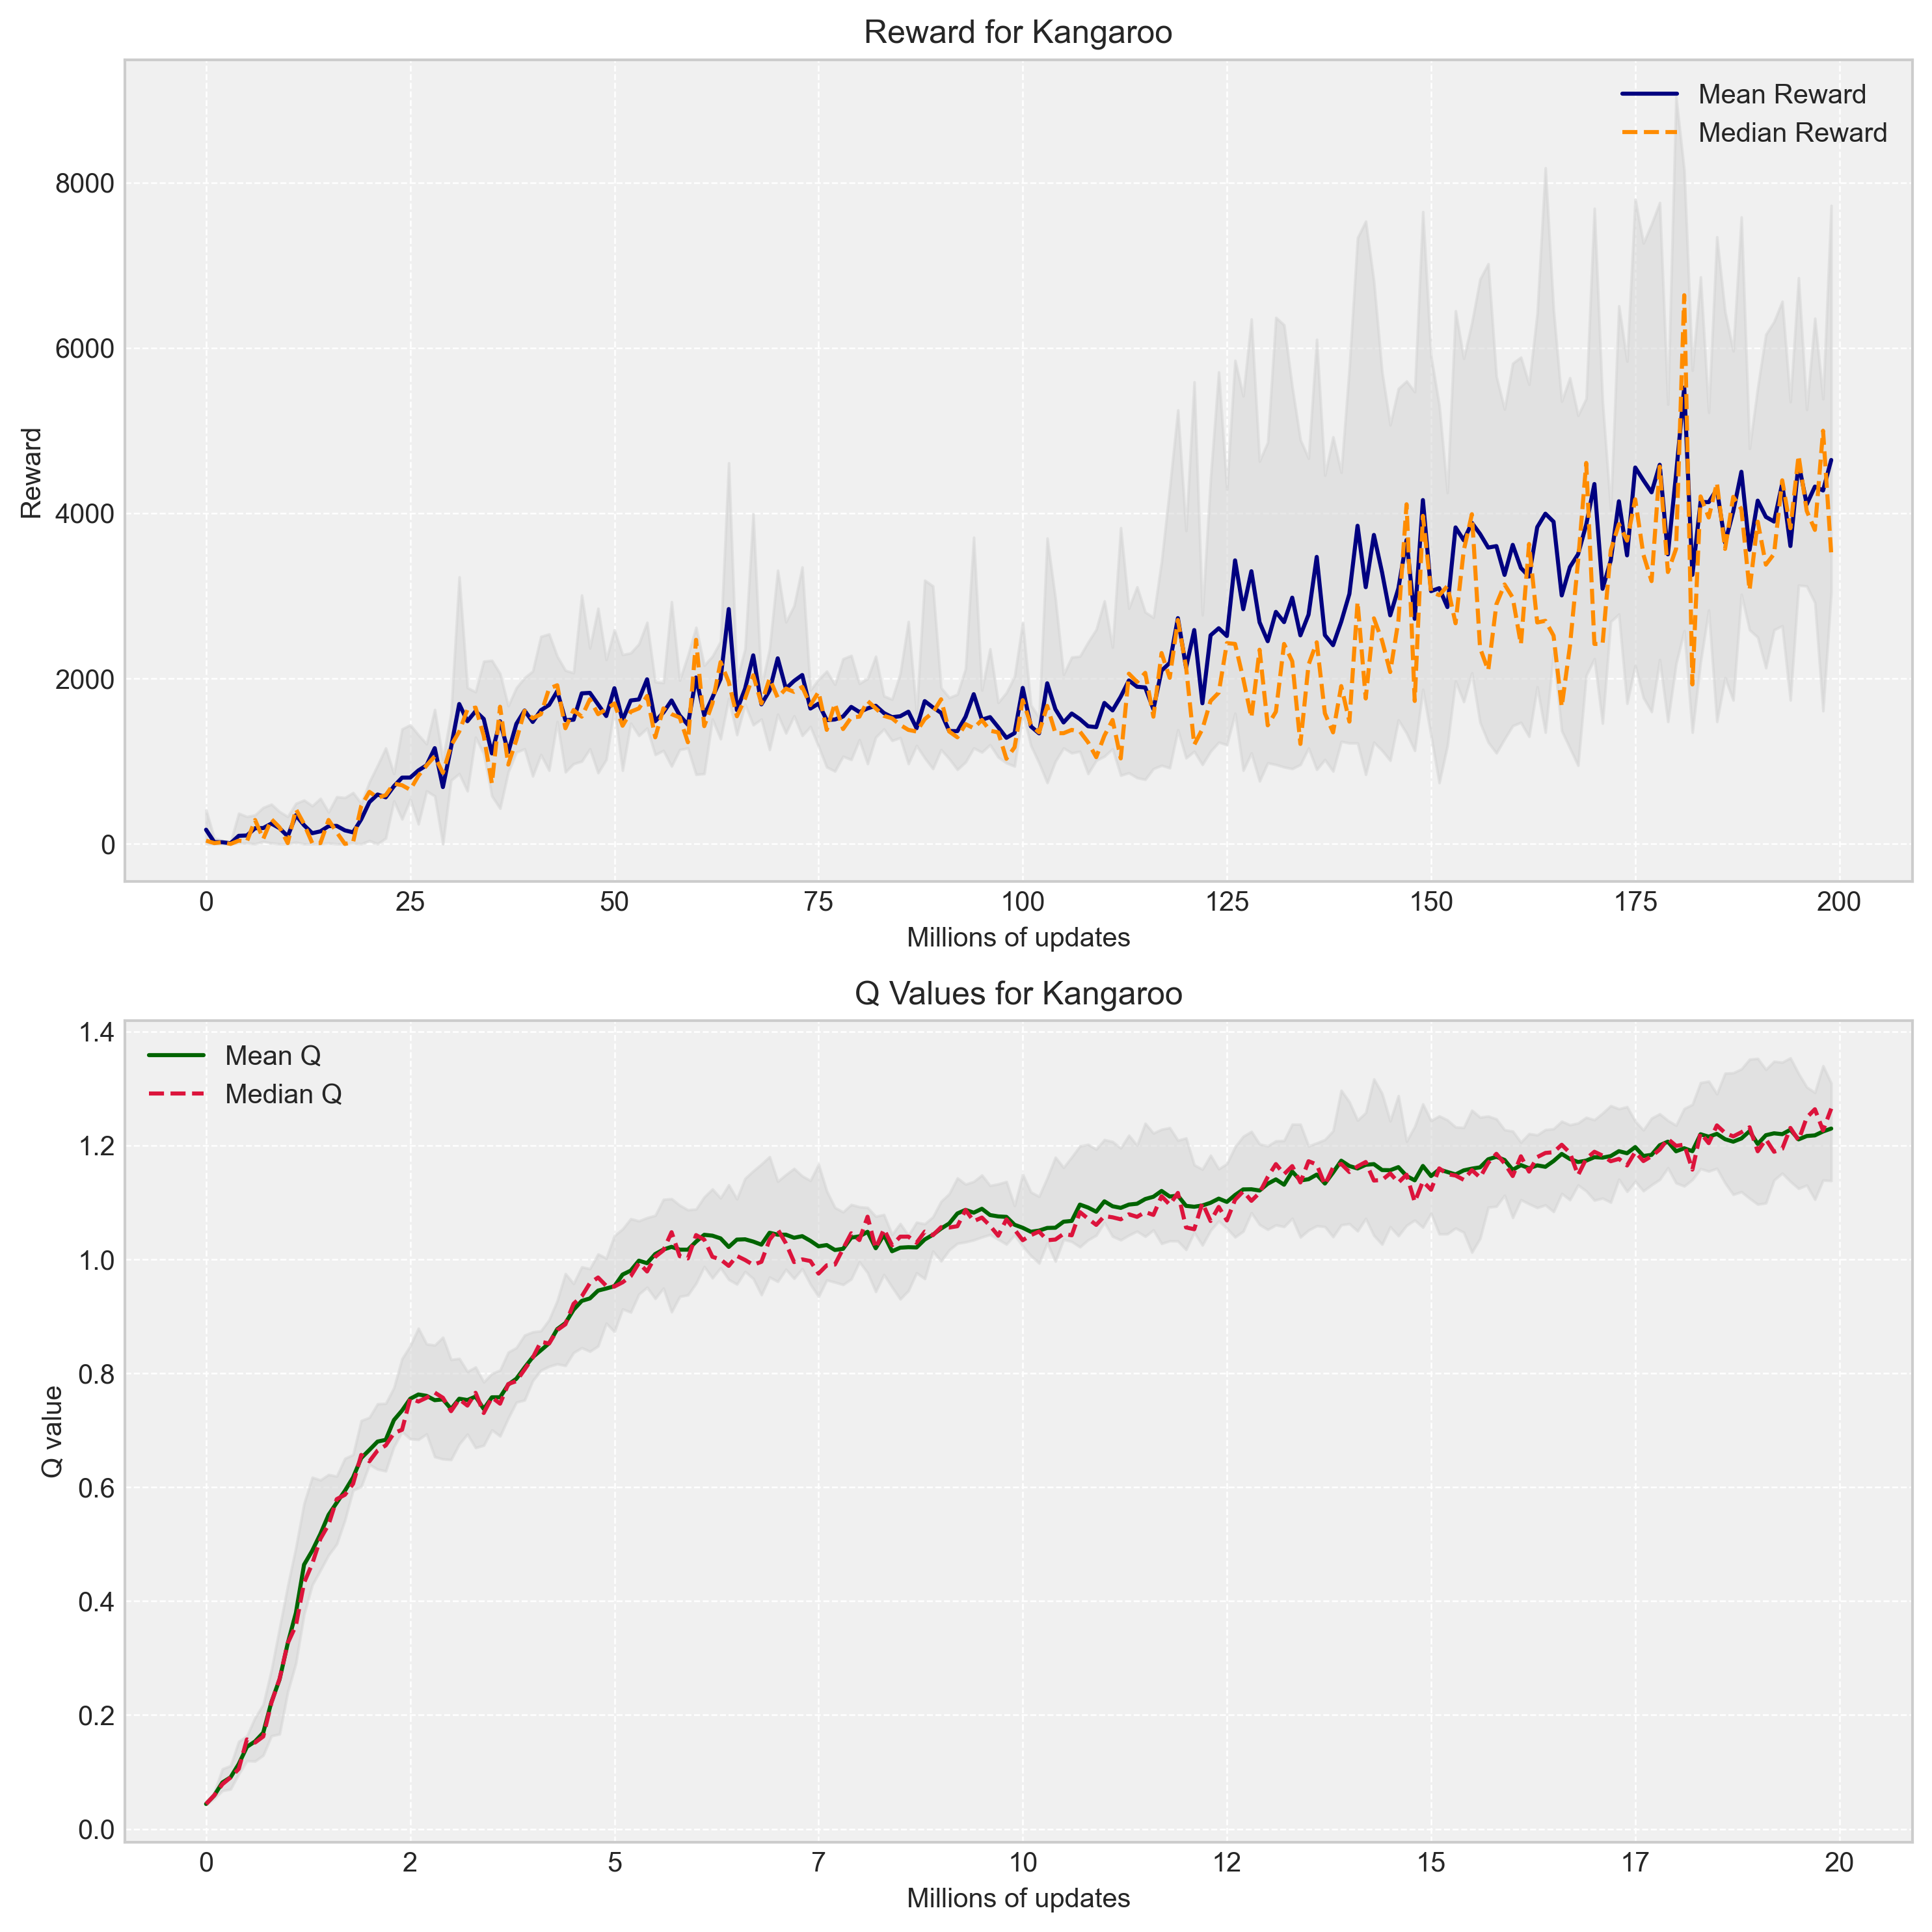 Reward for Kangaroo
Mean Reward
Median Reward
8000
6000
4000
2000
0
Reward
0 25 50 75 100 125 150 175 200
Millions of updates
Q Values for Kangaroo
Mean Q
Median Q
1.4
1.2
1.0
0.8
0.6
0.4
0.2
0.0
Q value
0 2 5 7 10 12 15 17 20
Millions of updates